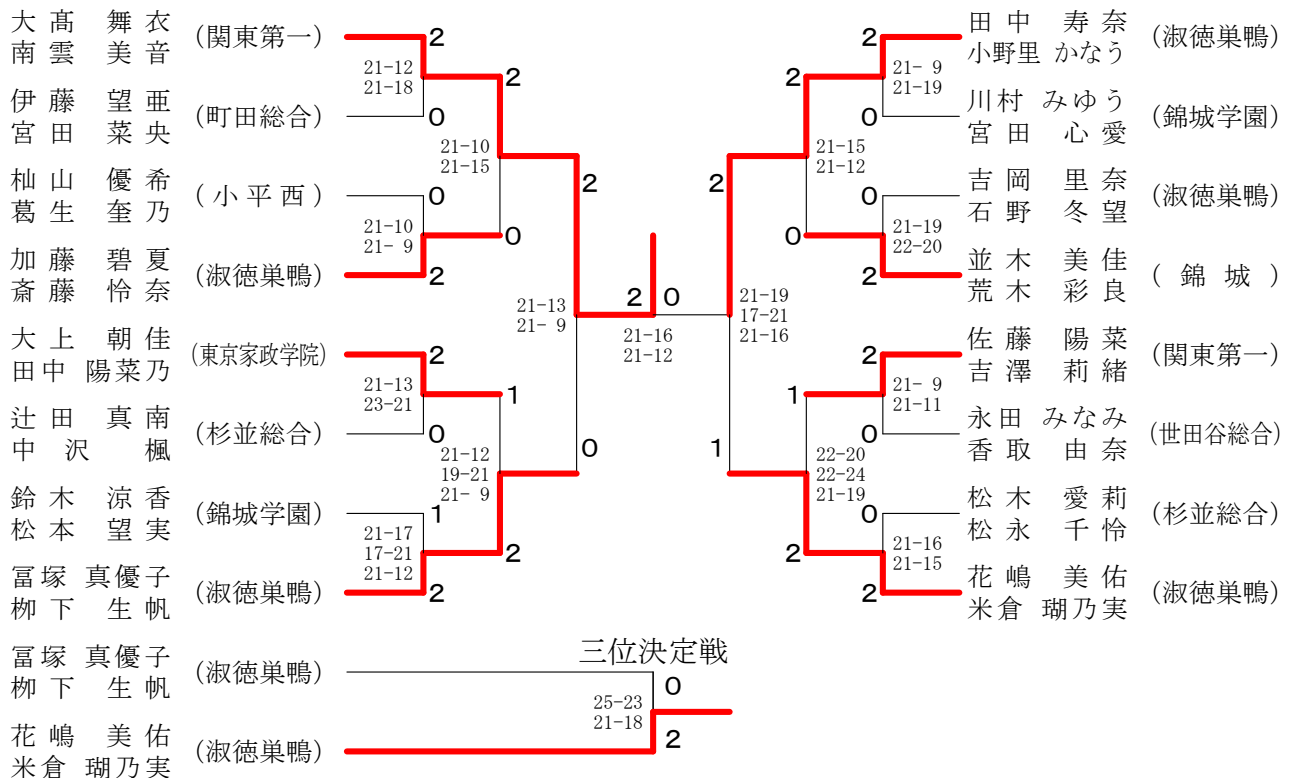 大髙 舞衣
南雲 美音
(関東第一)
2
21-12
21-18
2
伊藤 望亜
宮田 菜央
(町田総合)
0
21-10
21-15
2
杣山 優希
葛生 奎乃
(小平西)
0
21-10
21- 9
0
加藤 碧夏
斎藤 怜奈
(淑徳巣鴨)
2
21-13
21- 9
2
大上 朝佳
田中 陽菜乃
(東京家政学院)
2
21-13
23-21
1
辻田 真南
中沢 楓
(杉並総合)
0
21-12
19-21
21- 9
0
鈴木 涼香
松本 望実
(錦城学園)
1
21-17
17-21
21-12
2
冨塚 真優子
栁下 生帆
(淑徳巣鴨)
2
0
21-16
21-12
田中 寿奈
小野里 かなう
(淑徳巣鴨)
2
21- 9
21-19
2
川村 みゆう
宮田 心愛
(錦城学園)
0
21-15
21-12
2
吉岡 里奈
石野 冬望
(淑徳巣鴨)
0
21-19
22-20
0
並木 美佳
荒木 彩良
(錦城)
2
21-19
17-21
21-16
佐藤 陽菜
吉澤 莉緒
(関東第一)
2
21- 9
21-11
1
永田 みなみ
香取 由奈
(世田谷総合)
0
22-20
22-24
21-19
1
松木 愛莉
松永 千怜
(杉並総合)
0
21-16
21-15
2
花嶋 美佑
米倉 瑚乃実
(淑徳巣鴨)
2
三位決定戦
冨塚 真優子
栁下 生帆
(淑徳巣鴨)
0
25-23
21-18
花嶋 美佑
米倉 瑚乃実
(淑徳巣鴨)
2